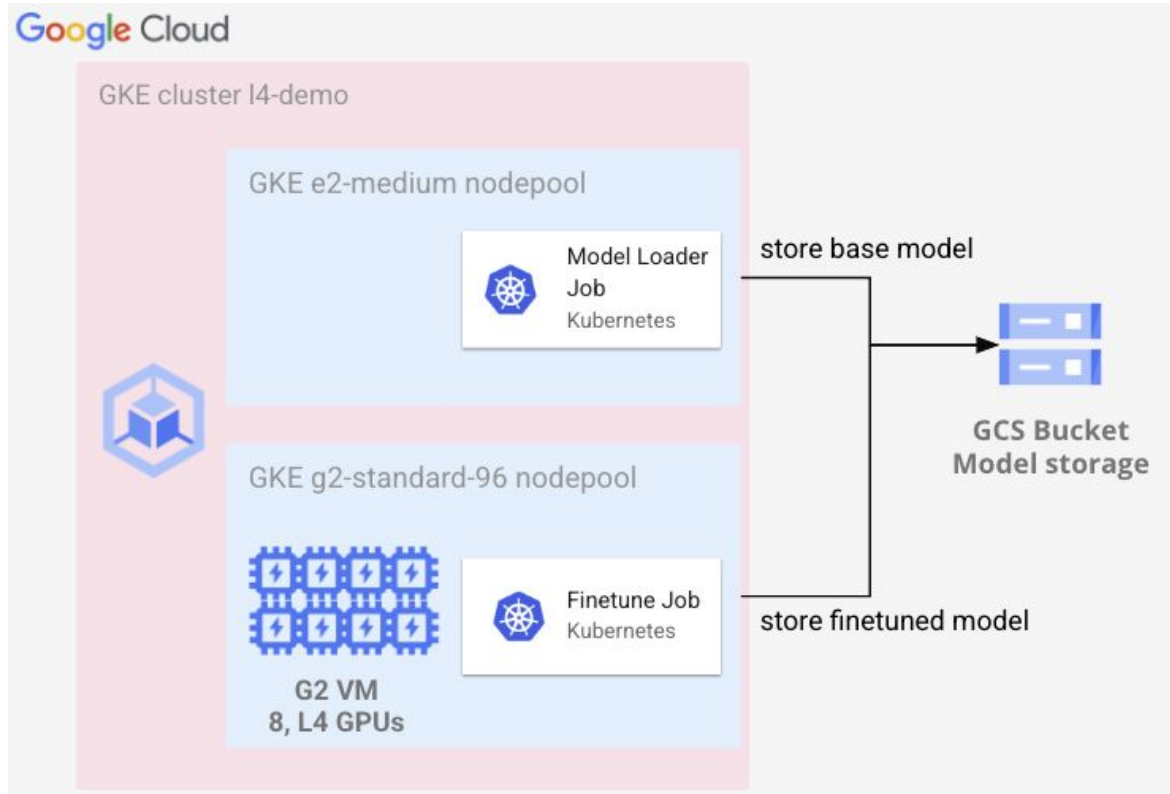 Google Cloud
GKE cluster l4-demo
GKE e2-medium nodepool
Model Loader
Job
Kubernetes
store base model
GCS Bucket
Model storage
GKE g2-standard-96 nodepool
Finetune Job
Kubernetes
store finetuned model
G2 VM
8, L4 GPUs